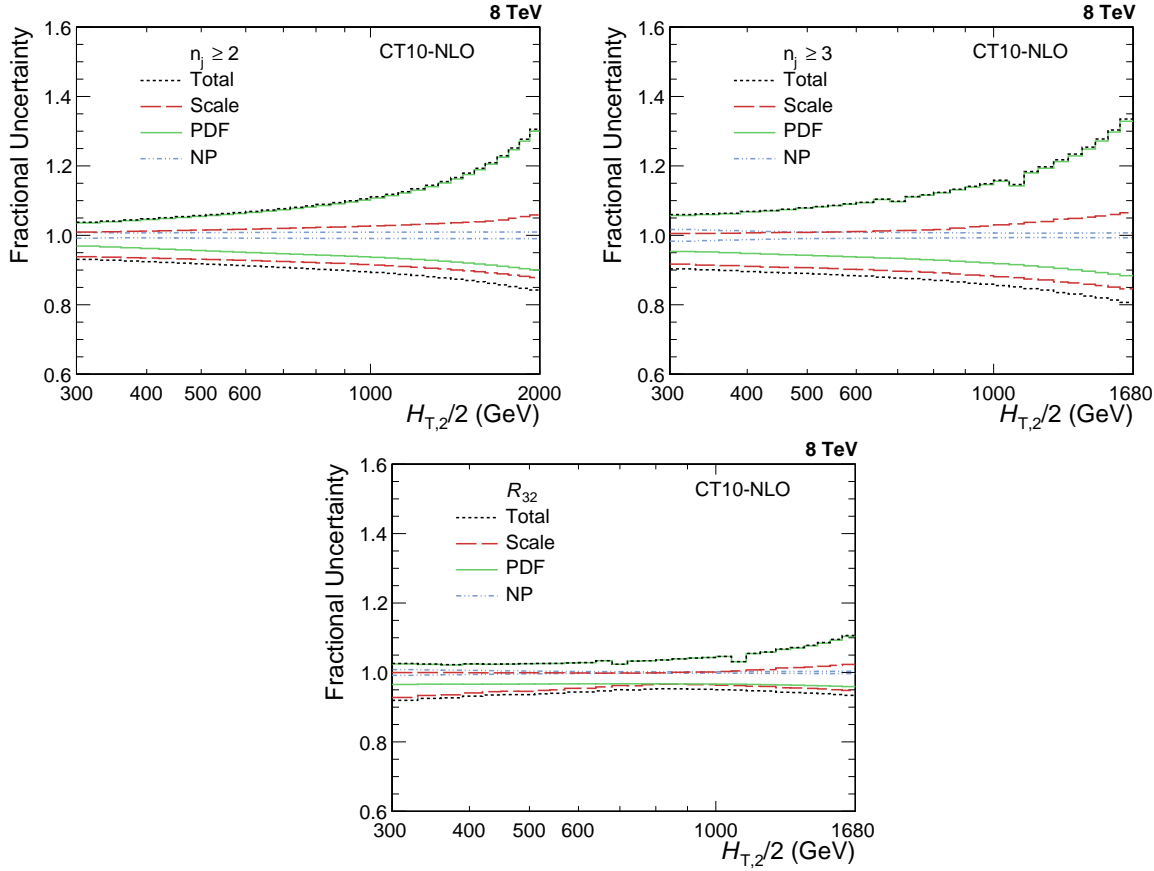 8 TeV
Fractional Uncertainty
1.6
1.4
1.2
1.0
0.8
0.6
n_j ≥ 2
CT10-NLO
Total
Scale
PDF
NP
300 400 500 600 1000 2000
H_T,2/2 (GeV)
8 TeV
Fractional Uncertainty
1.6
1.4
1.2
1.0
0.8
0.6
n_j ≥ 3
CT10-NLO
Total
Scale
PDF
NP
300 400 500 600 1000 1680
H_T,2/2 (GeV)
8 TeV
Fractional Uncertainty
1.6
1.4
1.2
1.0
0.8
0.6
R_32
CT10-NLO
Total
Scale
PDF
NP
300 400 500 600 1000 1680
H_T,2/2 (GeV)